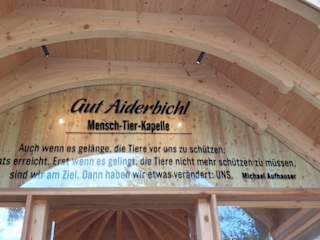 Gut Aiderbichl
Mensch-Tier-Kapelle
Auch wenn es gelänge, die Tiere vor uns zu schützen:
hts erreicht. Erst wenn es gelingt, die Tiere nicht mehr schützen zu müssen,
sind wir am Ziel. Dann haben wir etwas verändert: UNS. Michael Aufhauser